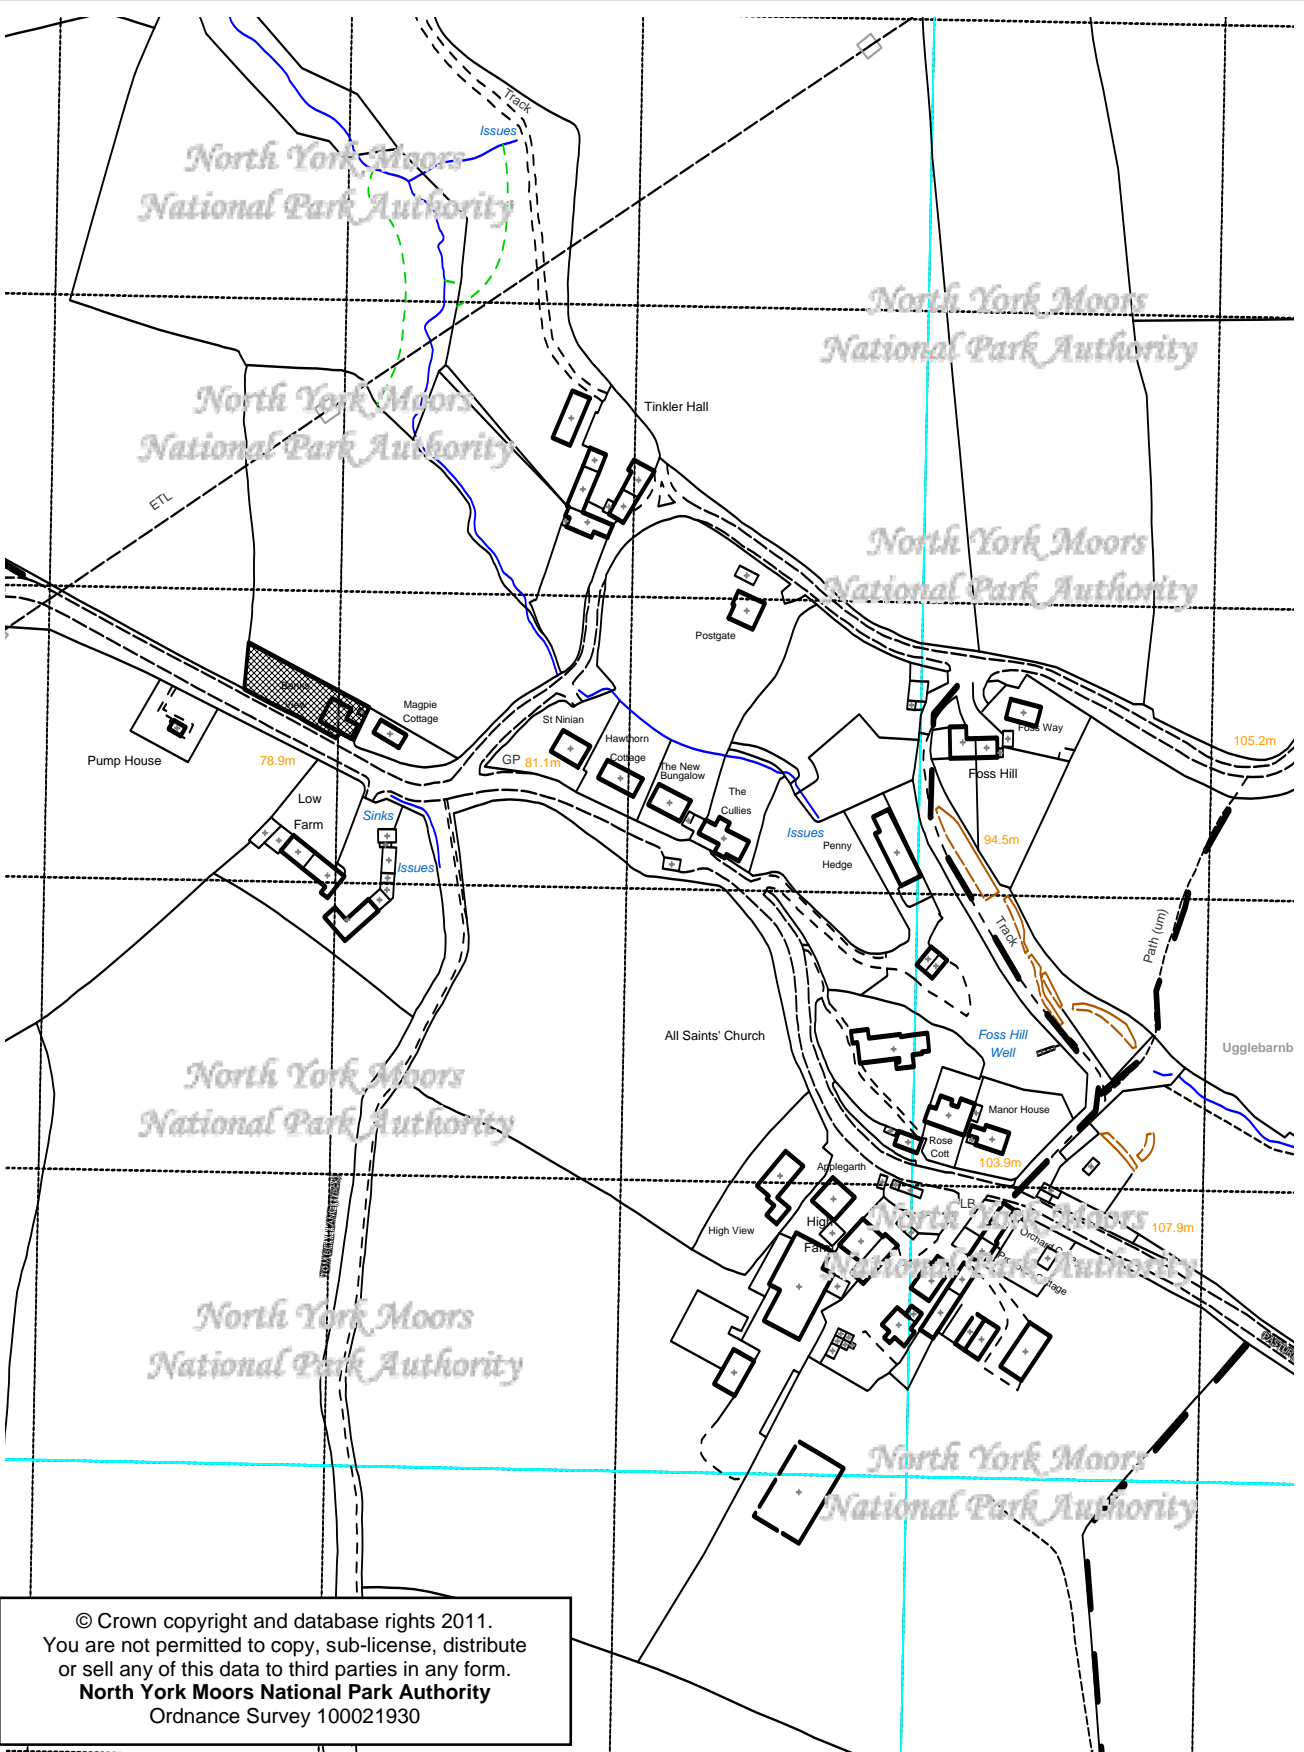 Track
Issues
North York Moors
National Park Authority
North York Moors
National Park Authority
North York Moors
National Park Authority
Tinkler Hall
ETL
North York Moors
National Park Authority
Postgate
Magpie
Cottage
St Ninian
Foss Way
Pump House
78.9m
GP 81.1m
Hawthorn
Cottage
The New
Bungalow
105.2m
Foss Hill
Low
Farm
Sinks
The
Cullies
Issues
Penny
Hedge
94.5m
Issues
Track
Path (um)
All Saints' Church
Foss Hill
Well
Ugglebarnb
North York Moors
National Park Authority
Manor House
Rose
Cott
103.9m
Applegarth
LB
High View
High
Farm
North York Moors
National Park Authority
107.9m
North York Moors
National Park Authority
North York Moors
National Park Authority
© Crown copyright and database rights 2011.
You are not permitted to copy, sub-license, distribute
or sell any of this data to third parties in any form.
North York Moors National Park Authority
Ordnance Survey 100021930